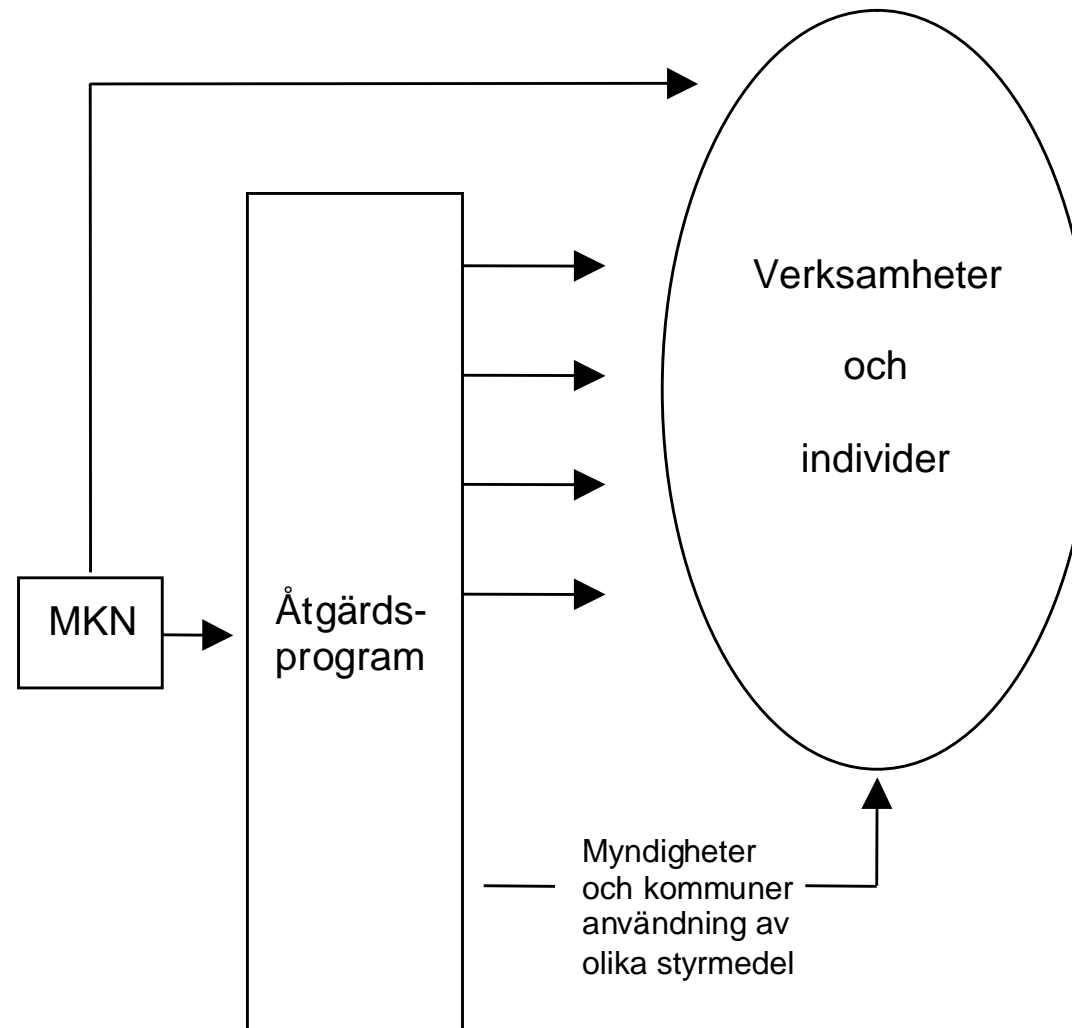 Verksamheter
och
individer
MKN
Åtgärds-
program
Myndigheter
och kommuner
användning av
olika styrmedel